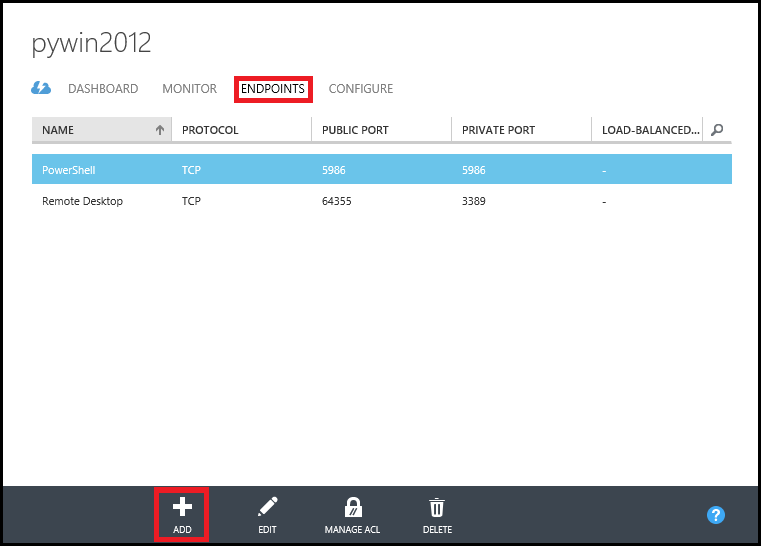 pywin2012
DASHBOARD MONITOR ENDPOINTS CONFIGURE
NAME PROTOCOL PUBLIC PORT PRIVATE PORT LOAD-BALANCED...
PowerShell TCP 5986 5986 -
Remote Desktop TCP 64355 3389 -
ADD EDIT MANAGE ACL DELETE ?